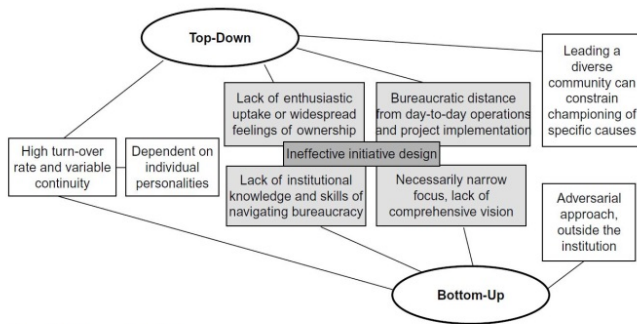 Top-Down
Leading a
diverse
community can
constrain
championing of
specific causes
Lack of enthusiastic
uptake or widespread
feelings of ownership
Bureaucratic distance
from day-to-day operations
and project implementation
High turn-over
rate and variable
continuity
Dependent on
individual
personalities
Ineffective initiative design
Lack of institutional
knowledge and skills of
navigating bureaucracy
Necessarily narrow
focus, lack of
comprehensive vision
Adversarial
approach,
outside the
institution
Bottom-Up